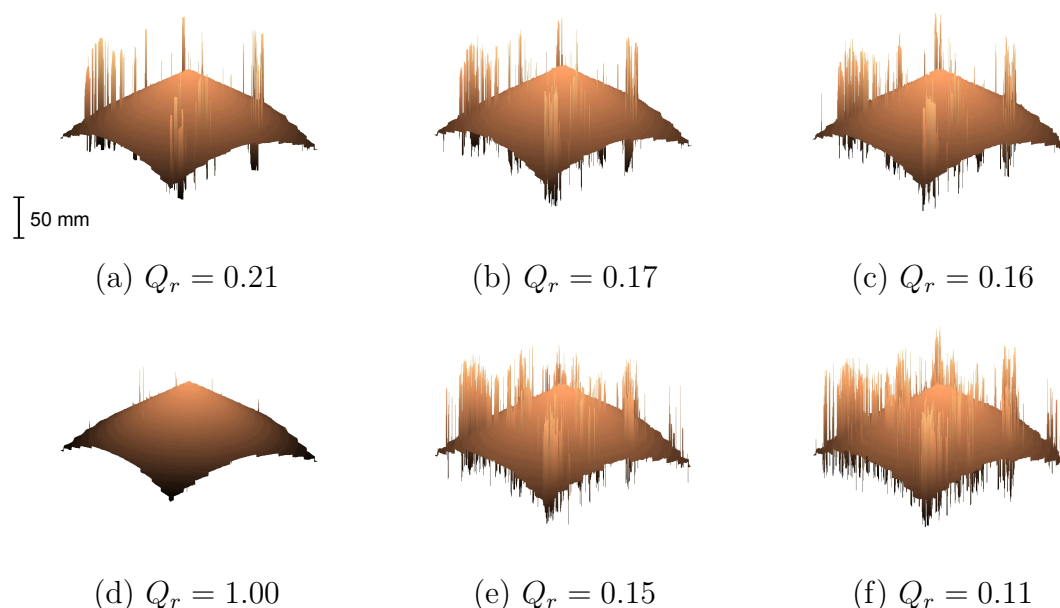 50 mm
(a) Q_r = 0.21
(b) Q_r = 0.17
(c) Q_r = 0.16
(d) Q_r = 1.00
(e) Q_r = 0.15
(f) Q_r = 0.11